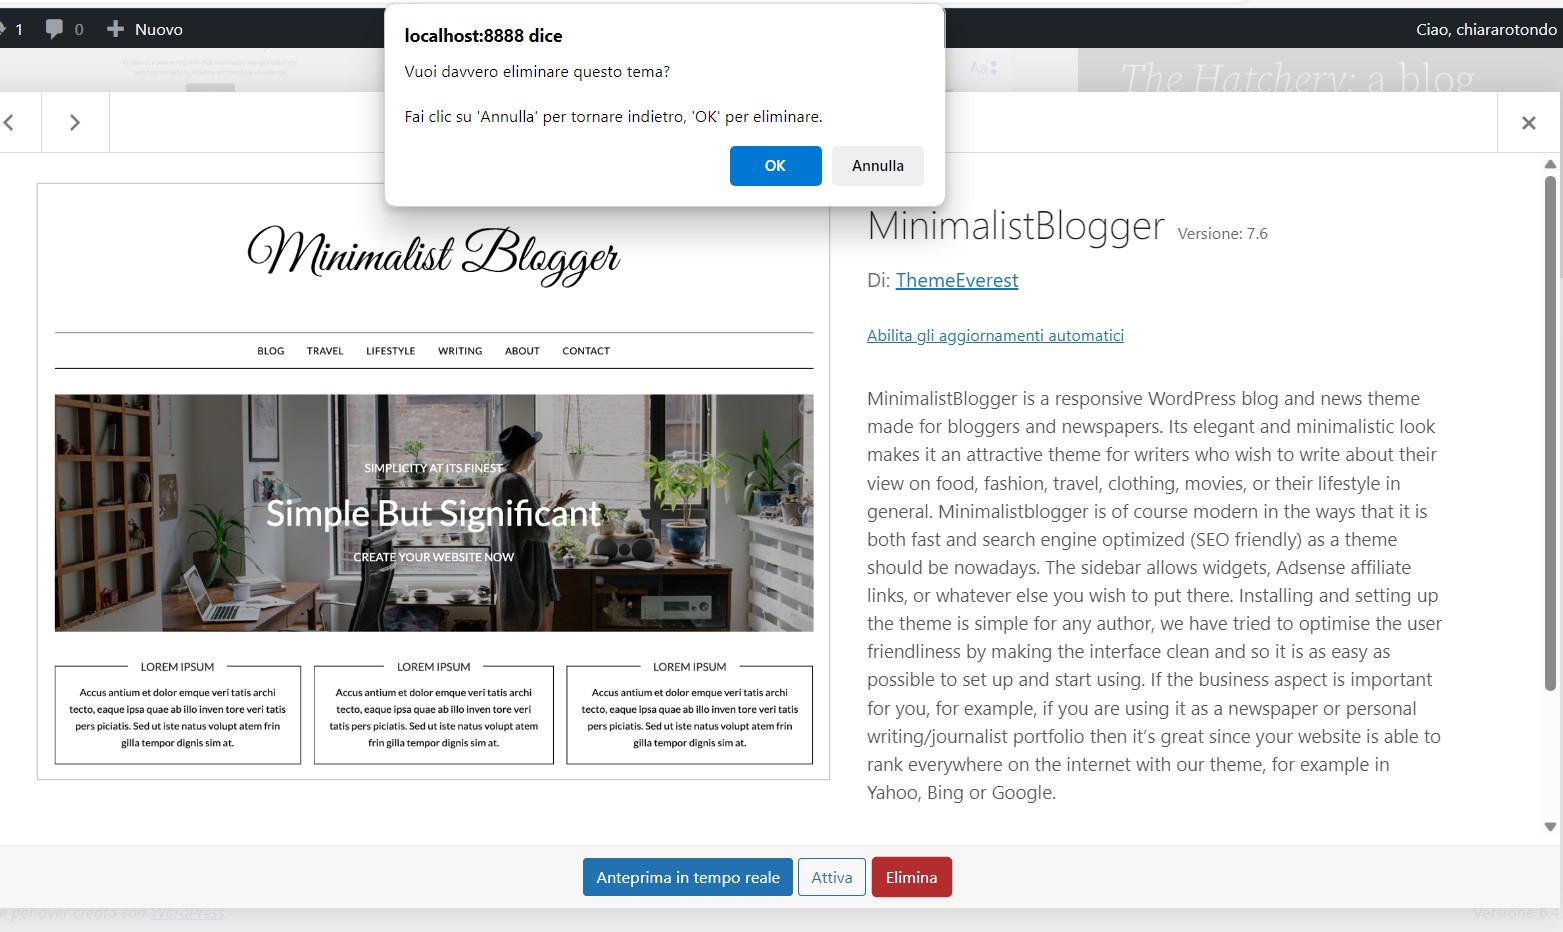 1
0
Nuovo
Ciao, chiararotondo
localhost:8888 dice
Vuoi davvero eliminare questo tema?
Fai clic su 'Annulla' per tornare indietro, 'OK' per eliminare.
OK
Annulla
Aa
The Hatchery: a blog
Minimalist Blogger
BLOG TRAVEL LIFESTYLE WRITING ABOUT CONTACT
SIMPLICITY AT ITS FINEST
Simple But Significant
CREATE YOUR WEBSITE NOW
LOREM IPSUM
Accus antium et dolor emque veri tatis archi
tecto, eaque ipsa quae ab illo inven tore veri tatis
pers piciatis. Sed ut iste natus volupt atem frin
gilla tempor dignis sim at.
LOREM IPSUM
Accus antium et dolor emque veri tatis archi
tecto, eaque ipsa quae ab illo inven tore veri
tatis pers piciatis. Sed ut iste natus volupt atem
frin gilla tempor dignis sim at.
LOREM IPSUM
Accus antium et dolor emque veri tatis archi
tecto, eaque ipsa quae ab illo inven tore veri tatis
pers piciatis. Sed ut iste natus volupt atem frin
gilla tempor dignis sim at.
MinimalistBlogger Versione: 7.6
Di: ThemeEverest
Abilita gli aggiornamenti automatici
MinimalistBlogger is a responsive WordPress blog and news theme
made for bloggers and newspapers. Its elegant and minimalistic look
makes it an attractive theme for writers who wish to write about their
view on food, fashion, travel, clothing, movies, or their lifestyle in
general. Minimalistblogger is of course modern in the ways that it is
both fast and search engine optimized (SEO friendly) as a theme
should be nowadays. The sidebar allows widgets, Adsense affiliate
links, or whatever else you wish to put there. Installing and setting up
the theme is simple for any author, we have tried to optimise the user
friendliness by making the interface clean and so it is as easy as
possible to set up and start using. If the business aspect is important
for you, for example, if you are using it as a newspaper or personal
writing/journalist portfolio then it’s great since your website is able to
rank everywhere on the internet with our theme, for example in
Yahoo, Bing or Google.
Anteprima in tempo reale
Attiva
Elimina
e per aver creato con WordPress.
Versione 6.4